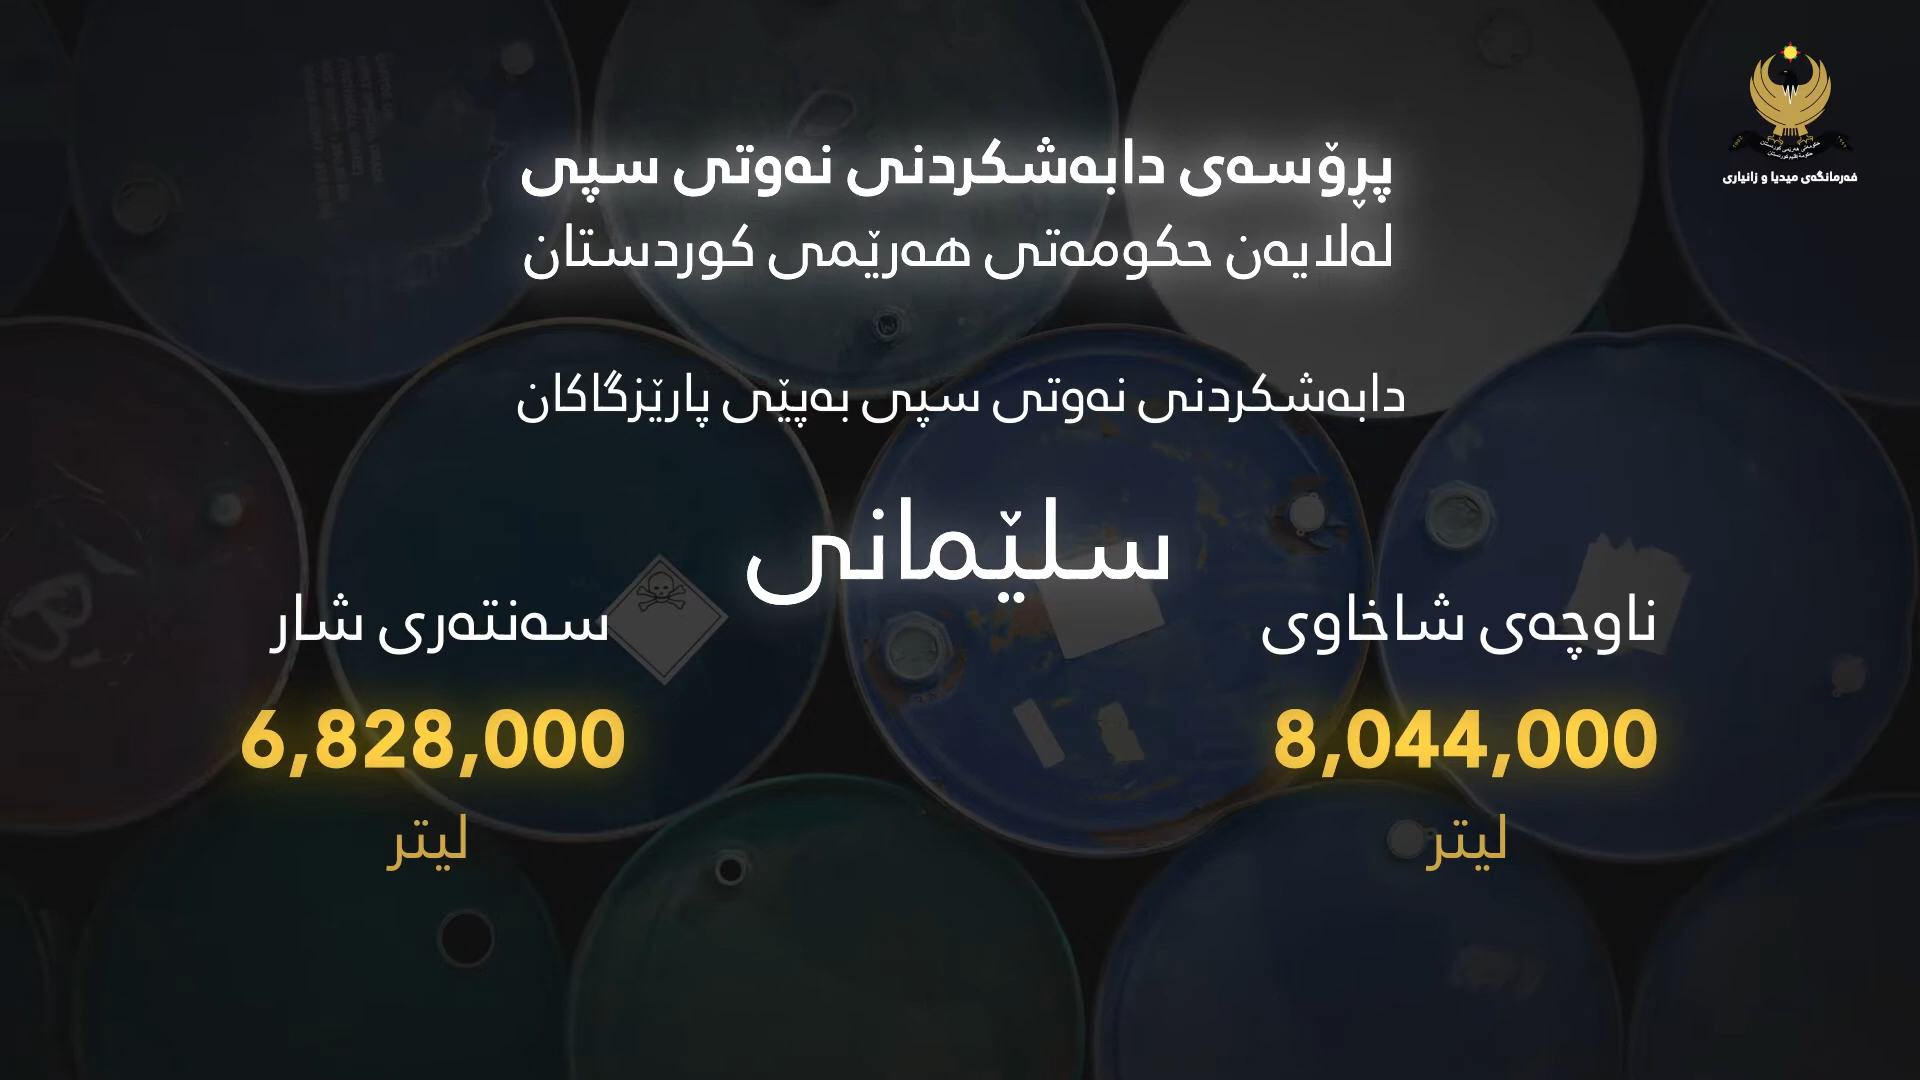 فەرمانگەی میدیا و زانیاری
پڕۆسەی دابەشکردنی نەوتی سپی
لەلایەن حکومەتی هەرێمی کوردستان
دابەشکردنی نەوتی سپی بەپێی پارێزگاکان
سلێمانی
ناوچەی شاخاوی
8,044,000
لیتر
سەنتەری شار
6,828,000
لیتر